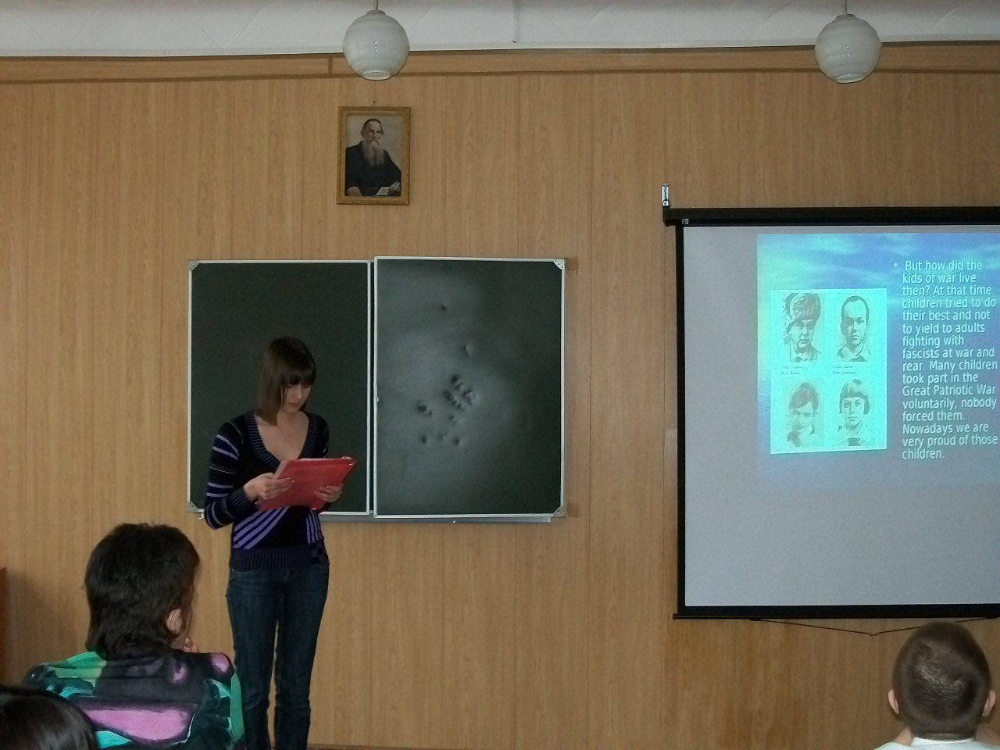 • But how did the
kids of war live
then? At that time
children tried to do
their best and not
to yield to adults
fighting with
fascists at war and
rear. Many children
took part in the
Great Patriotic War
voluntarily, nobody
forced them.
Nowadays we are
very proud of those
children.